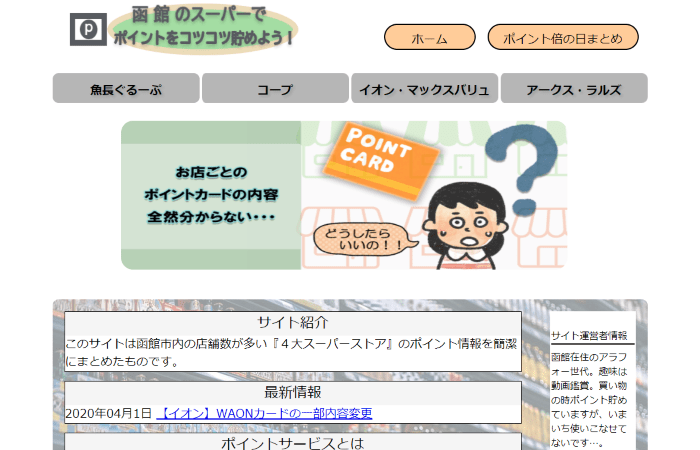 函館のスーパーで
ポイントをコツコツ貯めよう！
P
ホーム
ポイント倍の日まとめ
魚長ぐるーぷ
コープ
イオン・マックスバリュ
アークス・ラルズ
お店ごとの
ポイントカードの内容
全然分からない・・・
POINT
CARD
?
どうしたら
いいの！！
サイト紹介
このサイトは函館市内の店舗数が多い『４大スーパーストア』のポイント情報を簡潔
にまとめたものです。
最新情報
2020年04月1日 【イオン】WAONカードの一部内容変更
ポイントサービスとは
サイト運営者情報
函館在住のアラフ
ォー世代。趣味は
動画鑑賞。買い物
の時ポイント貯め
ていますが、いま
いち使いこなせて
ないです…。